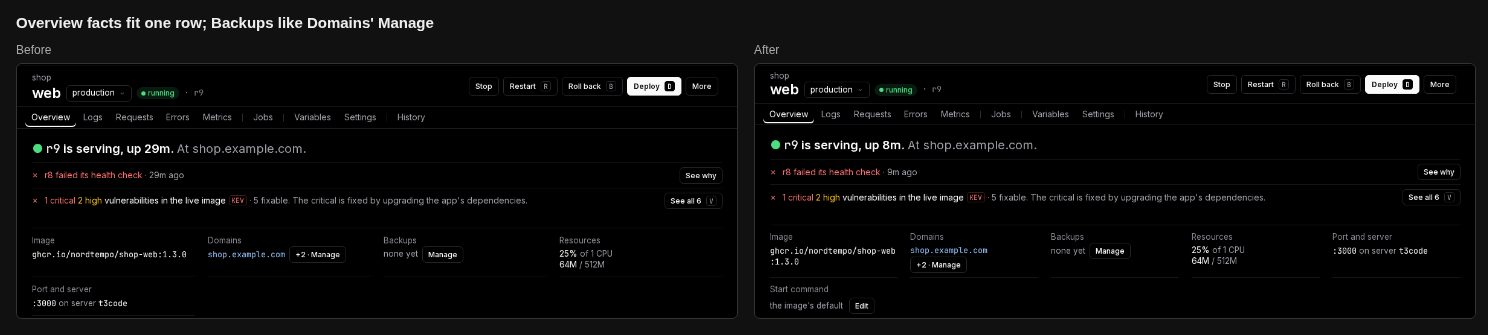 Overview facts fit one row; Backups like Domains' Manage
Before
shop
web production running · r9 Stop Restart R Roll back B Deploy D More
Overview Logs Requests Errors Metrics Jobs Variables Settings History
r9 is serving, up 29m. At shop.example.com.
× r8 failed its health check · 29m ago See why
× 1 critical 2 high vulnerabilities in the live image KEV · 5 fixable. The critical is fixed by upgrading the app's dependencies. See all 6 V
Image Domains Backups Resources
ghcr.io/nordtempo/shop-web:1.3.0 shop.example.com +2 · Manage none yet Manage 25% of 1 CPU
64M / 512M
Port and server
:3000 on server t3code
After
shop
web production running · r9 Stop Restart R Roll back B Deploy D More
Overview Logs Requests Errors Metrics Jobs Variables Settings History
r9 is serving, up 8m. At shop.example.com.
× r8 failed its health check · 9m ago See why
× 1 critical 2 high vulnerabilities in the live image KEV · 5 fixable. The critical is fixed by upgrading the app's dependencies. See all 6 V
Image Domains Backups Resources Port and server
ghcr.io/nordtempo/shop-web shop.example.com none yet Manage 25% of 1 CPU :3000 on server t3code
:1.3.0 +2 · Manage 64M / 512M
Start command
the image's default Edit